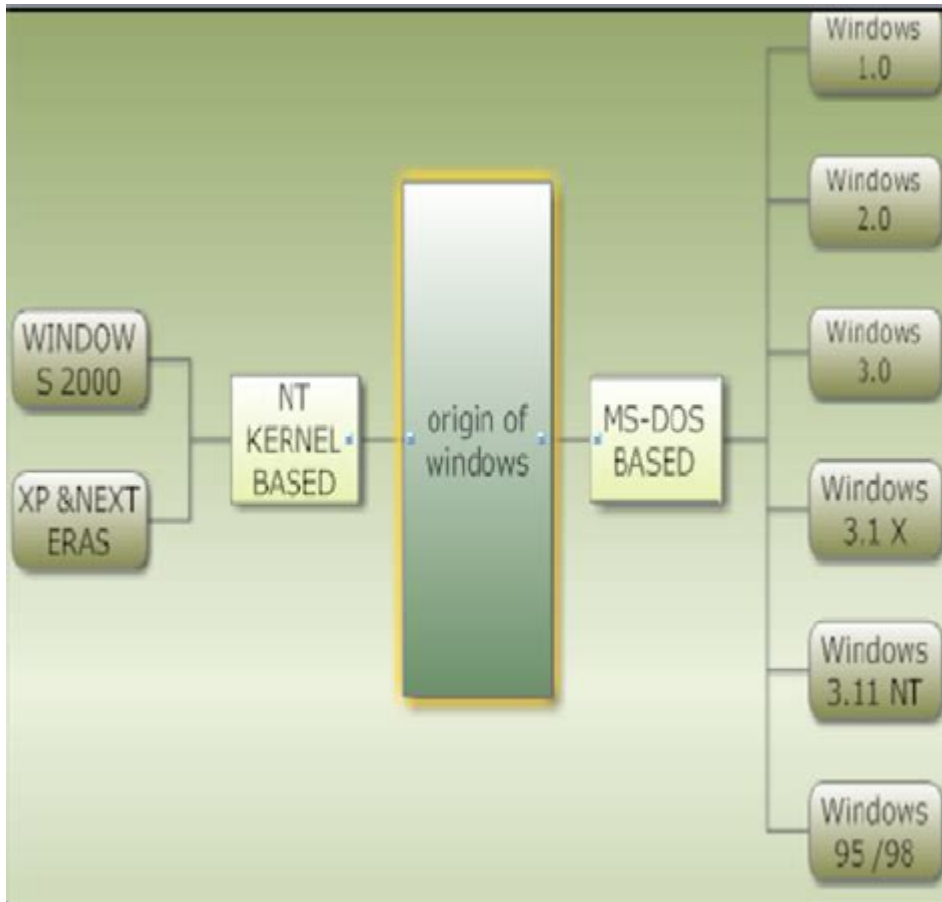 WINDOW
S 2000
XP &NEXT
ERAS
NT
KERNEL
BASED
origin of
windows
MS-DOS
BASED
Windows
1.0
Windows
2.0
Windows
3.0
Windows
3.1 X
Windows
3.11 NT
Windows
95 /98